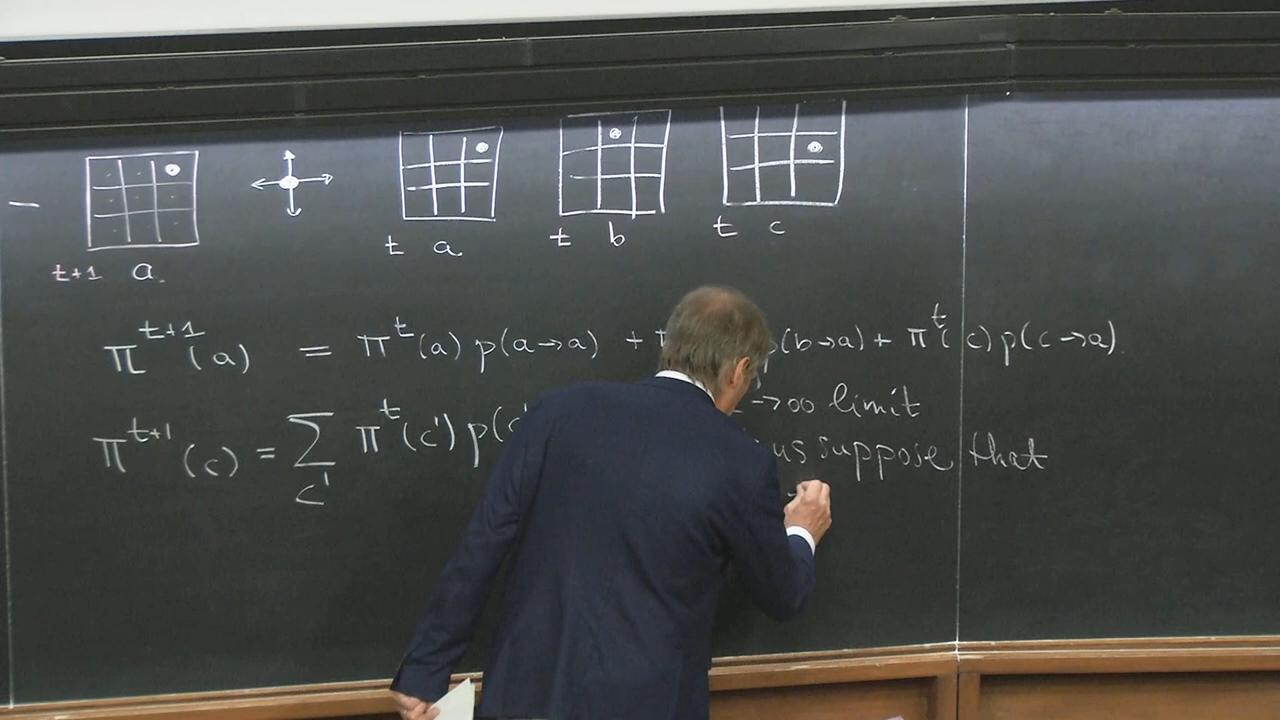 t+1 a
t a
t b
t c
π^{t+1}(a) = π^t(a) p(a→a) + p(b→a) + π^t(c) p(c→a)
→∞ limit
π^{t+1}(c) = Σ_{c'} π^t(c') p(
us suppose that